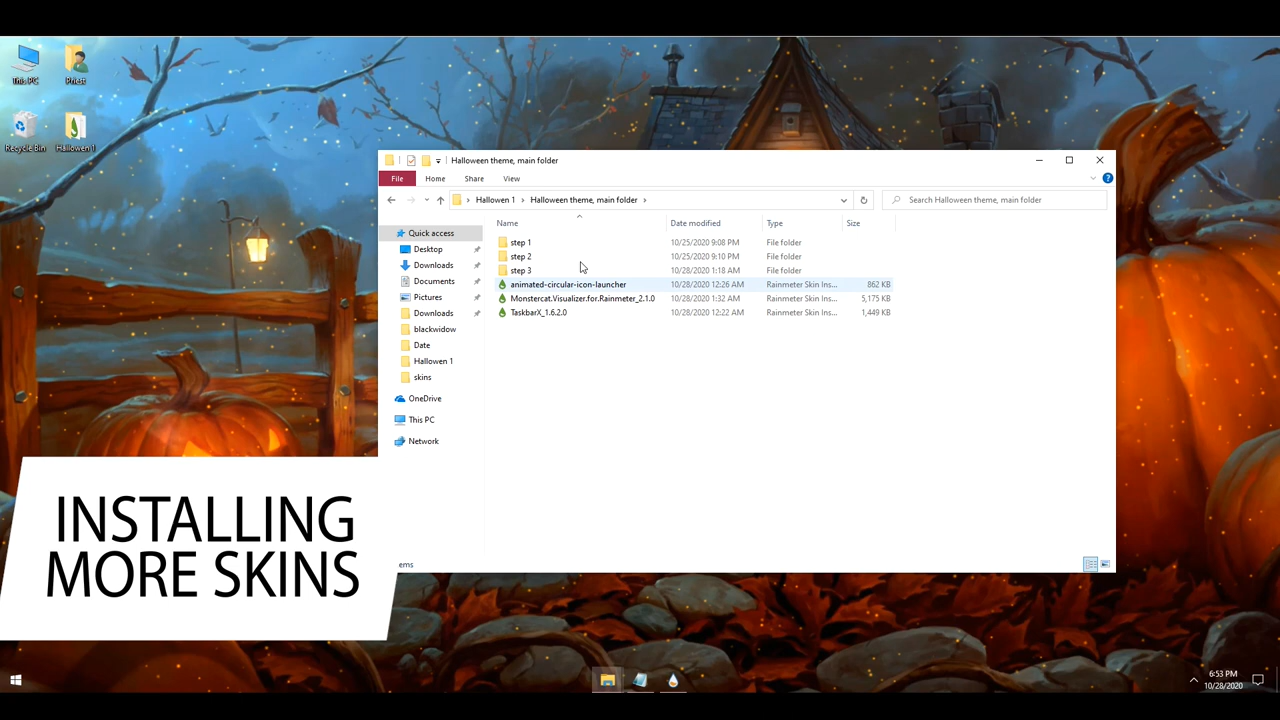 This PC
Priest
Recycle Bin
Hallowen 1
Halloween theme, main folder
File
Home
Share
View
Hallowen 1
Halloween theme, main folder
Search Halloween theme, main folder
Name
Date modified
Type
Size
Quick access
Desktop
Downloads
Documents
Pictures
Downloads
blackwidow
Date
Hallowen 1
skins
OneDrive
This PC
Network
step 1 10/25/2020 9:08 PM File folder
step 2 10/25/2020 9:10 PM File folder
step 3 10/28/2020 1:18 AM File folder
animated-circular-icon-launcher 10/28/2020 12:26 AM Rainmeter Skin Ins... 862 KB
Monstercat.Visualizer.for.Rainmeter_2.1.0 10/28/2020 1:32 AM Rainmeter Skin Ins... 5,175 KB
TaskbarX_1.6.2.0 10/28/2020 12:22 AM Rainmeter Skin Ins... 1,449 KB
ems
INSTALLING
MORE SKINS
6:53 PM
10/28/2020